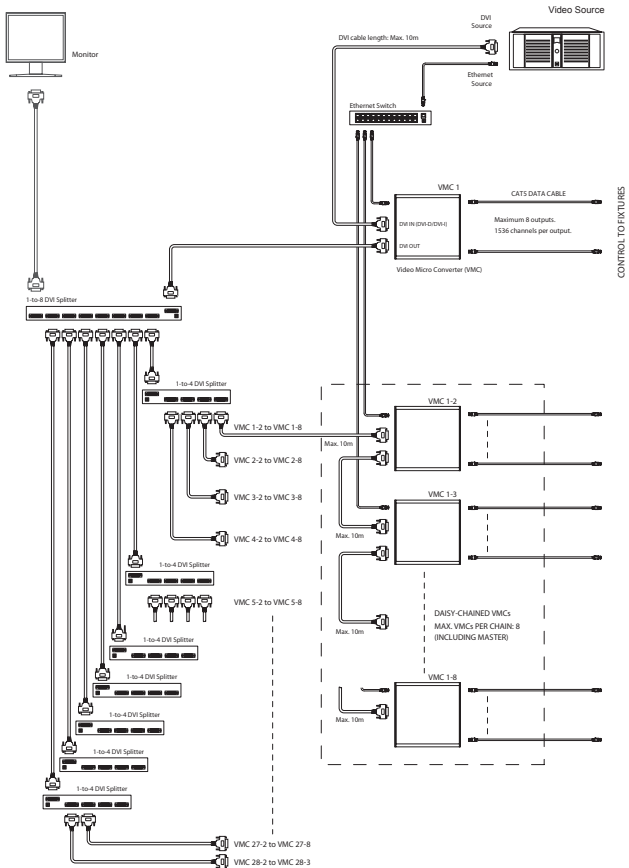 Video Source
DVI
Source
DVI cable length: Max. 10m
Monitor
Ethernet
Source
Ethernet Switch
VMC 1
CAT5 DATA CABLE
DVI IN (DVI-D/DVI-I)
Maximum 8 outputs.
1536 channels per output.
DVI OUT
Video Micro Converter (VMC)
CONTROL TO FIXTURES
1-to-8 DVI Splitter
1-to-4 DVI Splitter
VMC 1-2
VMC 1-2 to VMC 1-8
Max. 10m
VMC 2-2 to VMC 2-8
VMC 1-3
VMC 3-2 to VMC 3-8
Max. 10m
VMC 4-2 to VMC 4-8
1-to-4 DVI Splitter
VMC 5-2 to VMC 5-8
DAISY-CHAINED VMCs
MAX. VMCs PER CHAIN: 8
(INCLUDING MASTER)
Max. 10m
1-to-4 DVI Splitter
1-to-4 DVI Splitter
VMC 1-8
1-to-4 DVI Splitter
Max. 10m
1-to-4 DVI Splitter
1-to-4 DVI Splitter
VMC 27-2 to VMC 27-8
VMC 28-2 to VMC 28-3